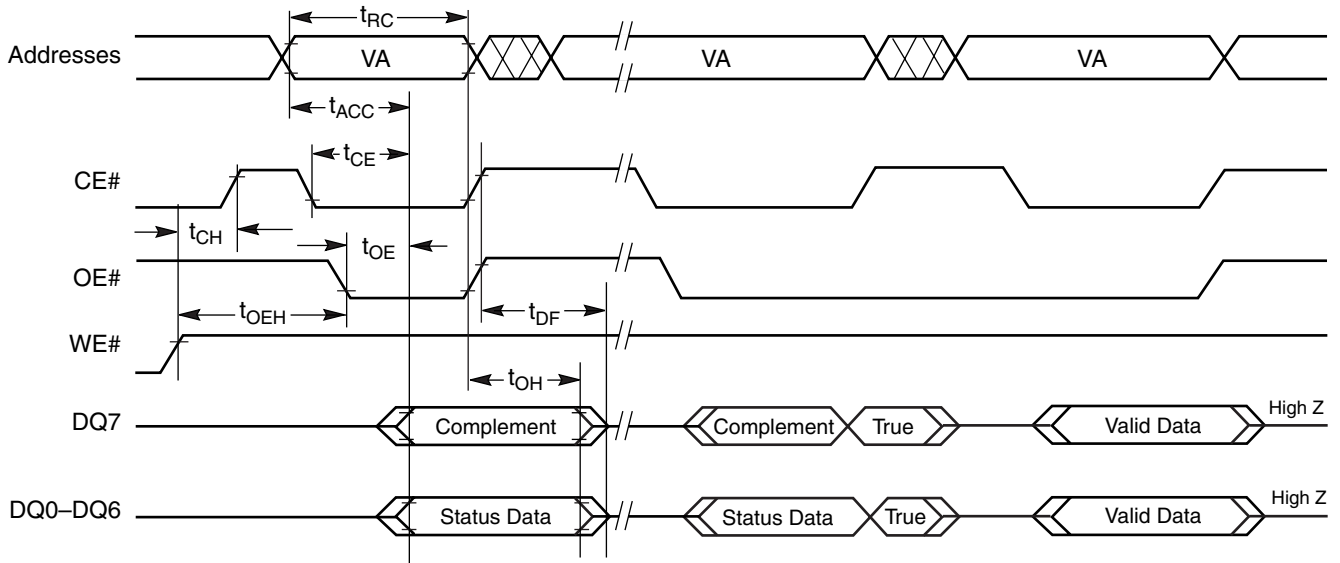 tRC
Addresses VA VA VA
tACC
tCE
CE#
tCH tOE
OE#
tOEH tDF
WE#
tOH
DQ7 Complement Complement True Valid Data High Z
DQ0–DQ6 Status Data Status Data True Valid Data High Z